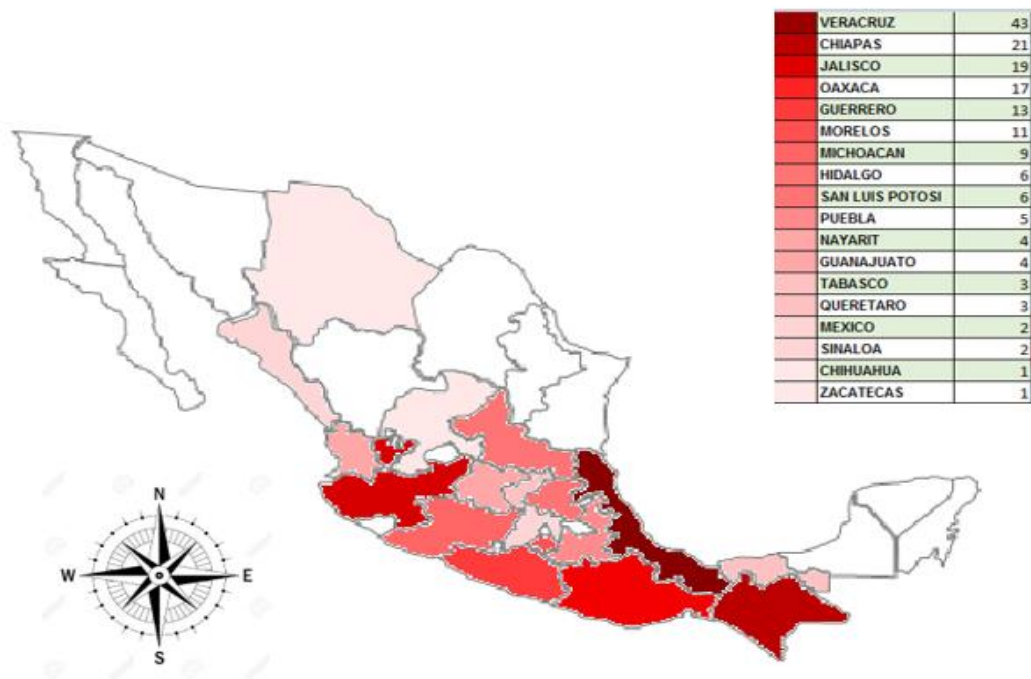 VERACRUZ 43
CHIAPAS 21
JALISCO 19
OAXACA 17
GUERRERO 13
MORELOS 11
MICHOACAN 9
HIDALGO 6
SAN LUIS POTOSI 6
PUEBLA 5
NAYARIT 4
GUANAJUATO 4
TABASCO 3
QUERETARO 3
MEXICO 2
SINALOA 2
CHIHUAHUA 1
ZACATECAS 1
N
W E
S